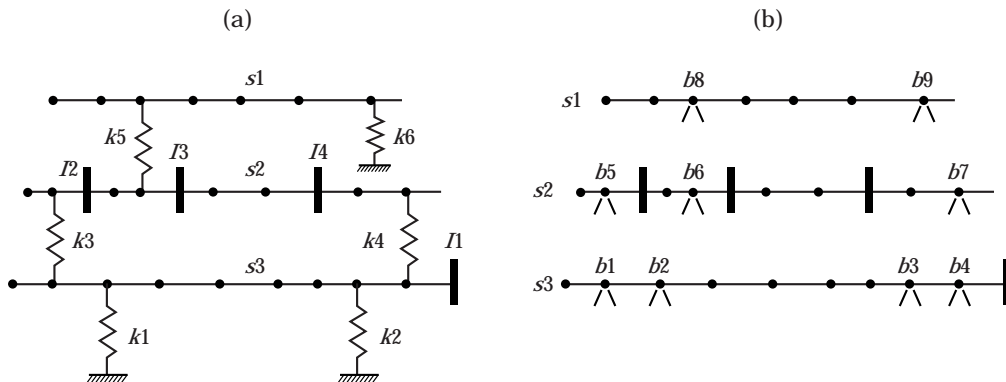 (a) (b)
s1 b8 b9
s1
k5 k6
I2 I3 s2 I4 b5 b6 b7
s2
k3 k4 I1
s3 b1 b2 b3 b4
s3
k1 k2